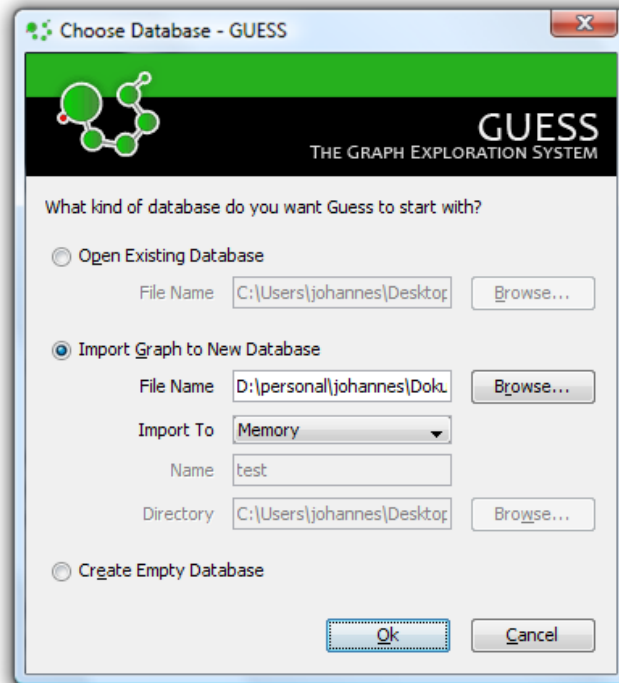 Choose Database - GUESS
GUESS
THE GRAPH EXPLORATION SYSTEM
What kind of database do you want Guess to start with?
Open Existing Database
File Name C:\Users\johannes\Desktop Browse...
Import Graph to New Database
File Name D:\personal\johannes\Doku Browse...
Import To Memory
Name test
Directory C:\Users\johannes\Desktop Browse...
Create Empty Database
Ok Cancel